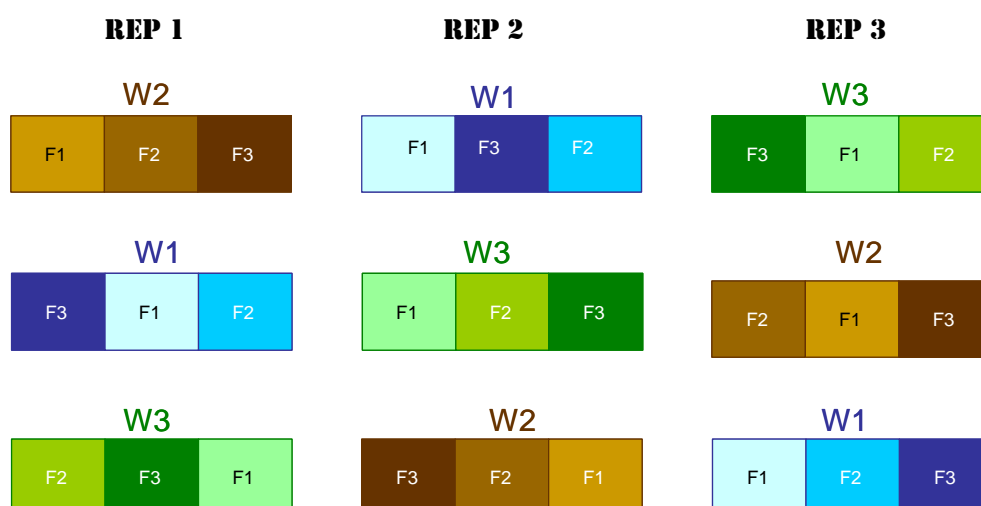 REP 1 REP 2 REP 3
W2 W1 W3
F1 F2 F3 F1 F3 F2 F3 F1 F2
W1 W3 W2
F3 F1 F2 F1 F2 F3 F2 F1 F3
W3 W2 W1
F2 F3 F1 F3 F2 F1 F1 F2 F3